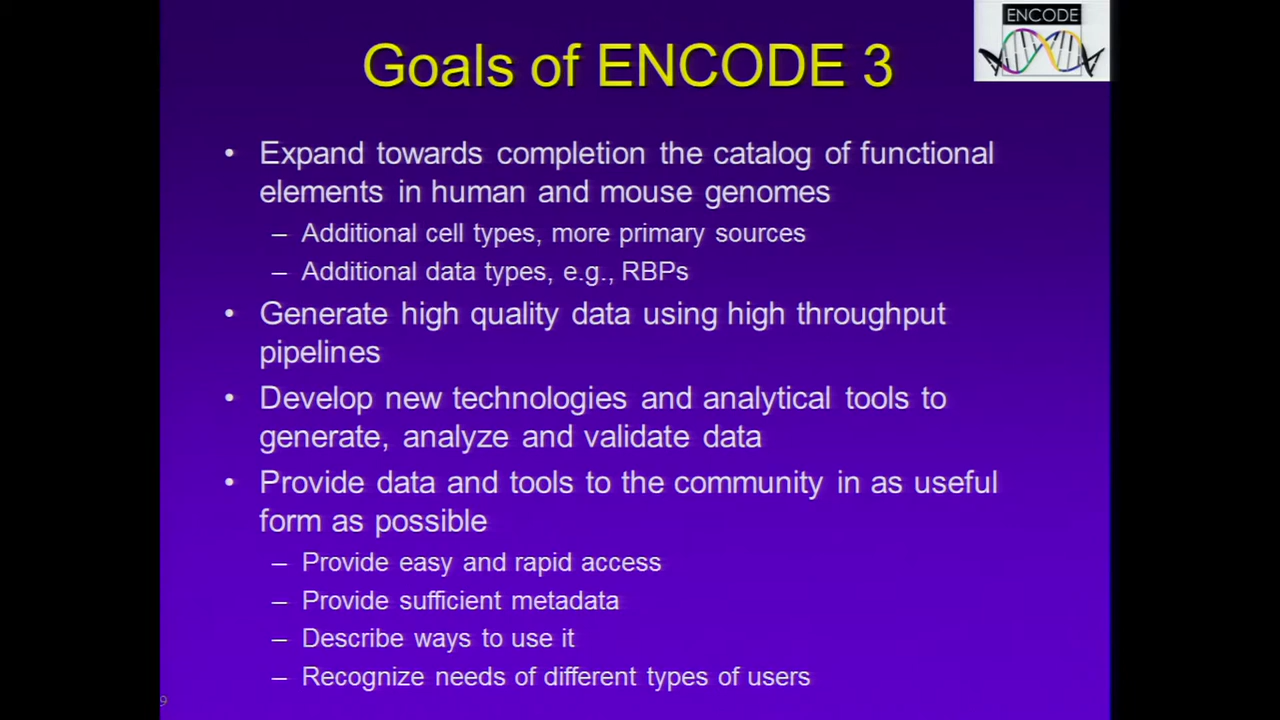 ENCODE
Goals of ENCODE 3
• Expand towards completion the catalog of functional
elements in human and mouse genomes
– Additional cell types, more primary sources
– Additional data types, e.g., RBPs
• Generate high quality data using high throughput
pipelines
• Develop new technologies and analytical tools to
generate, analyze and validate data
• Provide data and tools to the community in as useful
form as possible
– Provide easy and rapid access
– Provide sufficient metadata
– Describe ways to use it
– Recognize needs of different types of users
9